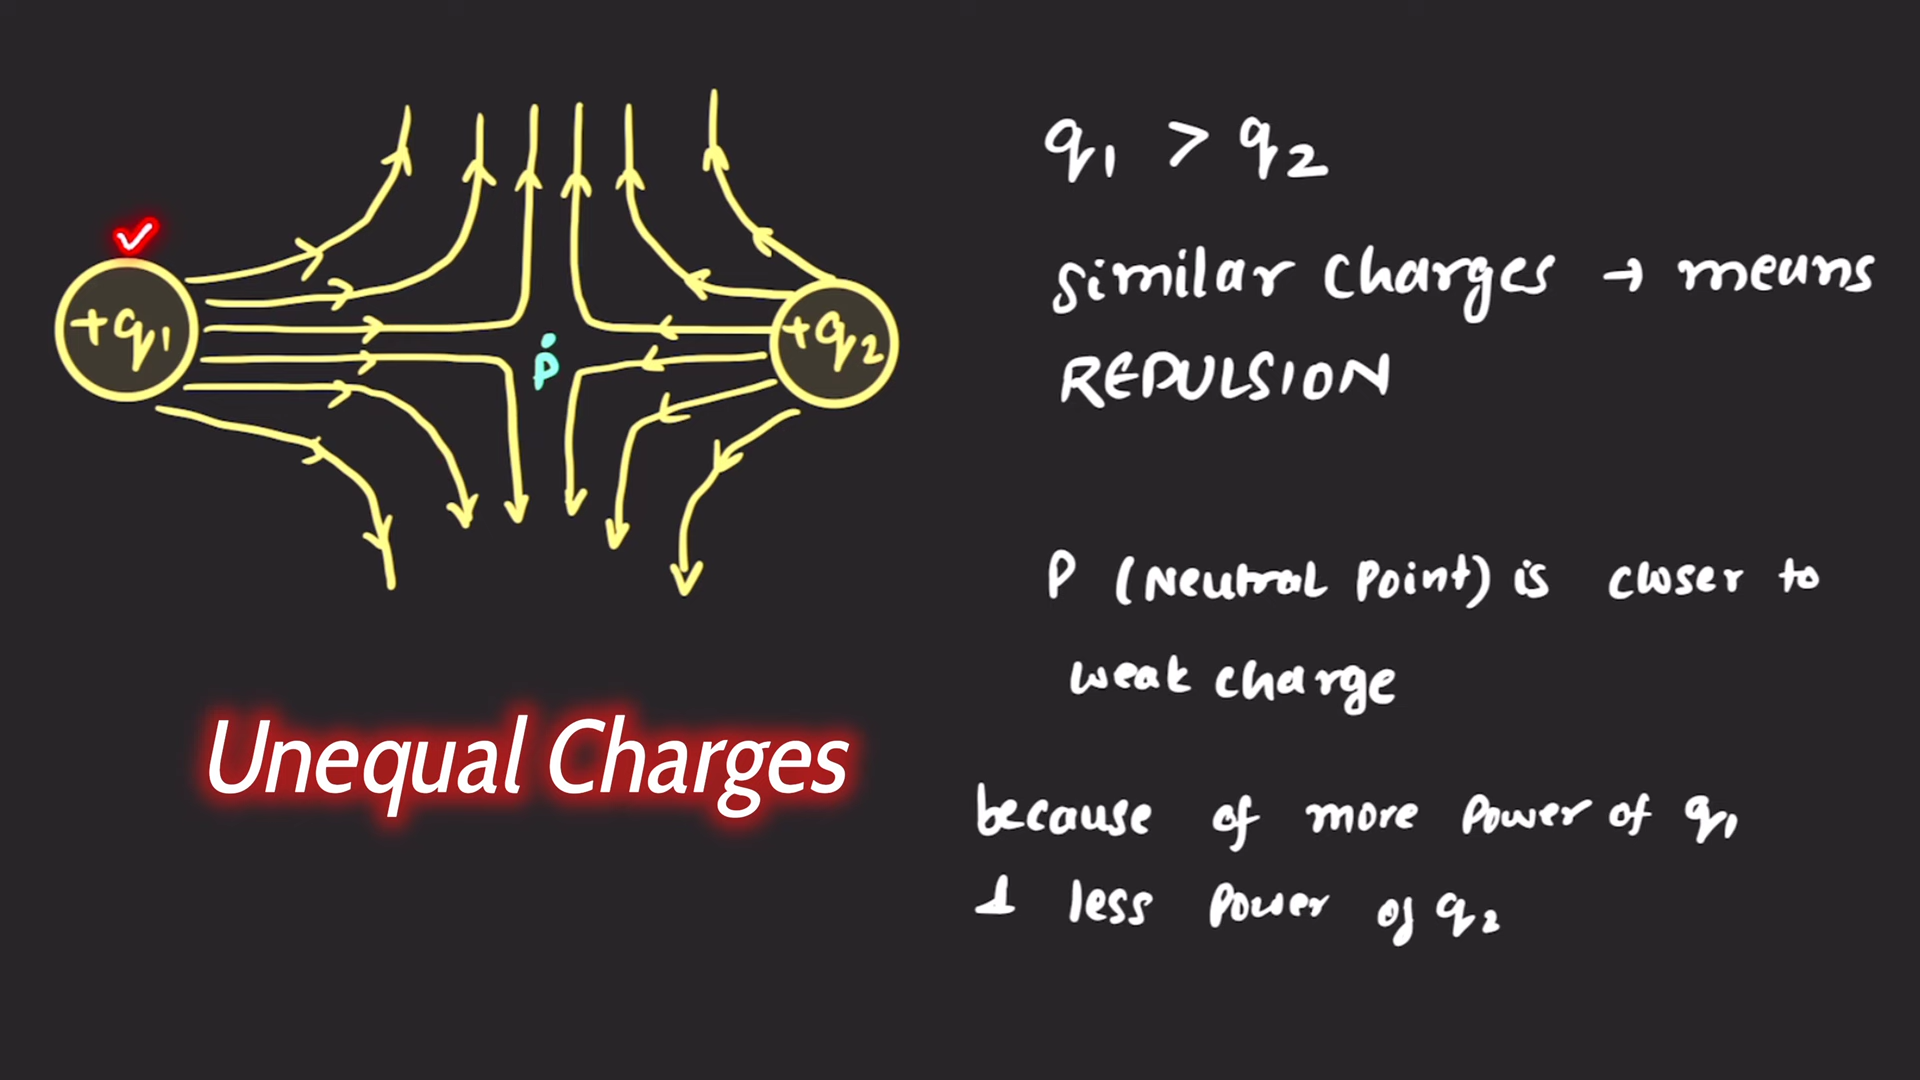 +q1
+q2
P
Unequal Charges
q1 > q2
similar charges → means
REPULSION
P (Neutral Point) is closer to
weak charge
because of more power of q1
⊥ less power of q2